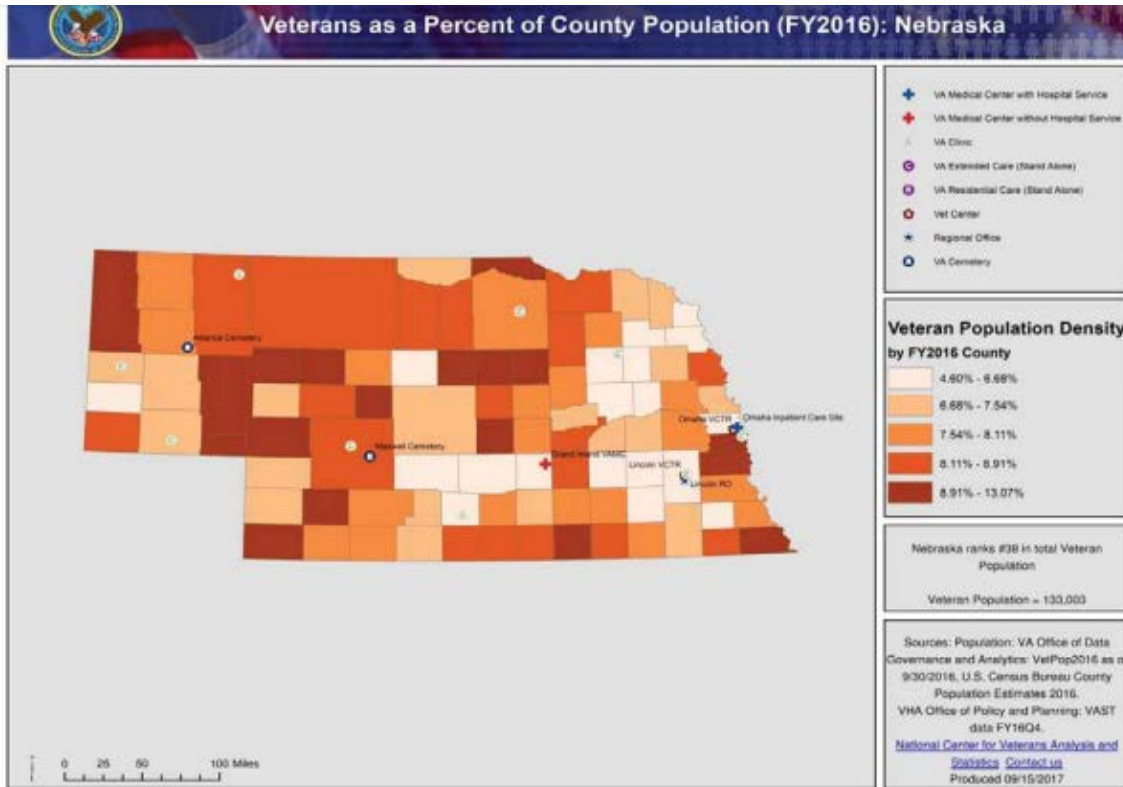 Veterans as a Percent of County Population (FY2016): Nebraska
VA Medical Center with Hospital Service
VA Medical Center without Hospital Service
VA Clinic
VA Extended Care (Stand Alone)
VA Residential Care (Stand Alone)
Vet Center
Regional Office
VA Cemetery
Alliance Cemetery
Maxwell Cemetery
Grand Island VAMC
Omaha VCTR
Omaha Inpatient Care Site
Lincoln VCTR
Lincoln RO
Veteran Population Density
by FY2016 County
4.60% - 6.68%
6.68% - 7.54%
7.54% - 8.11%
8.11% - 8.91%
8.91% - 13.07%
Nebraska ranks #38 in total Veteran
Population
Veteran Population = 133,003
Sources: Population: VA Office of Data
Governance and Analytics: VetPop2016 as o
9/30/2016, U.S. Census Bureau County
Population Estimates 2016.
VHA Office of Policy and Planning: VAST
data FY16Q4.
National Center for Veterans Analysis and
Statistics Contact us
Produced 09/15/2017
0 25 50 100 Miles